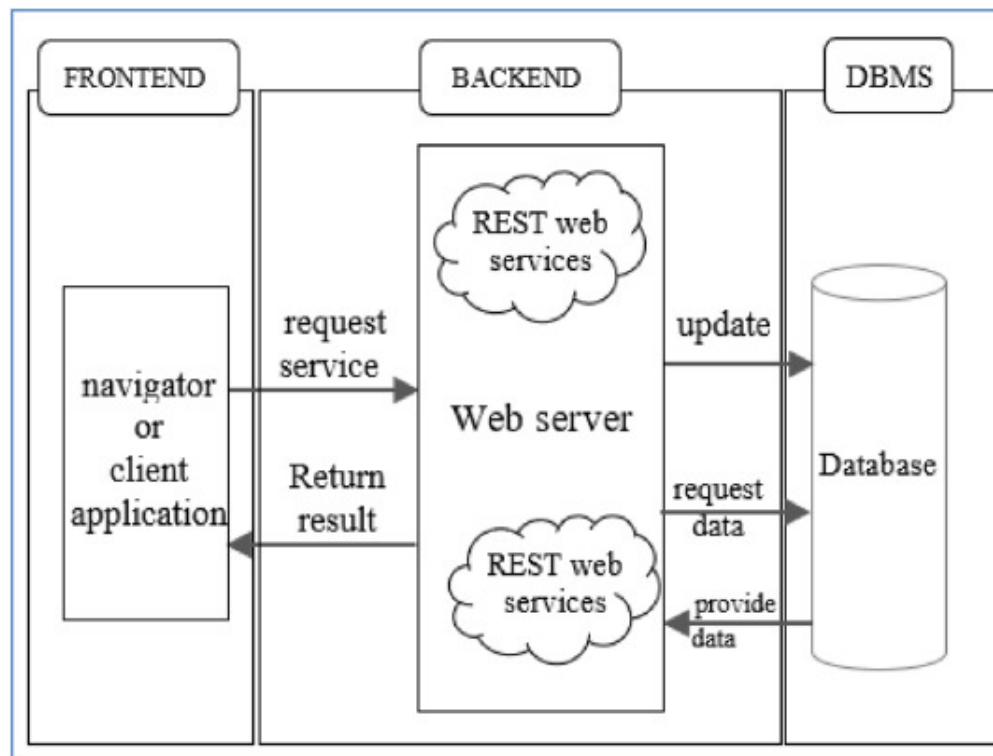 FRONTEND
BACKEND
DBMS
REST web
services
request
service
update
navigator
or
client
application
Web server
Database
Return
result
request
data
REST web
services
provide
data